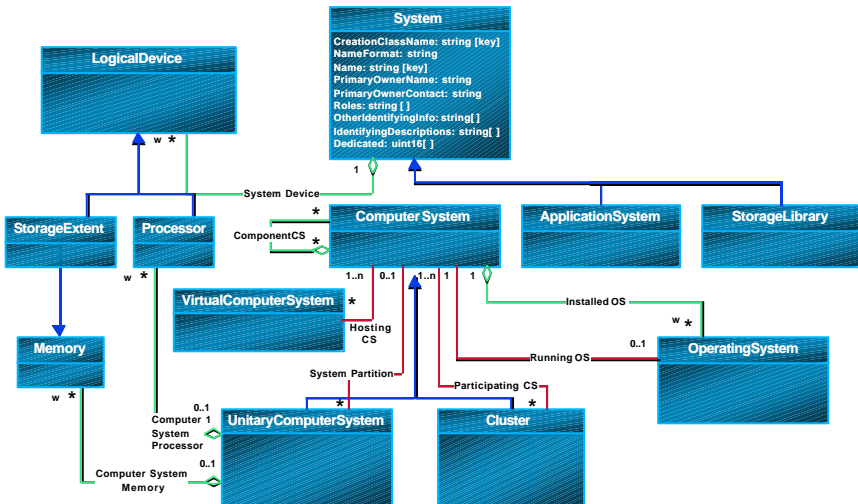 System
CreationClassName: string [key]
NameFormat: string
Name: string [key]
PrimaryOwnerName: string
PrimaryOwnerContact: string
Roles: string [ ]
OtherIdentifyingInfo: string[ ]
IdentifyingDescriptions: string[ ]
Dedicated: uint16[ ]
LogicalDevice
w *
1
System Device
StorageExtent
Processor
ComputerSystem
ApplicationSystem
StorageLibrary
*
ComponentCS
*
w *
1..n
0..1
1..n
1
1
VirtualComputerSystem
*
Hosting
CS
Installed OS
w *
Memory
OperatingSystem
0..1
Running OS
System Partition
Participating CS
w *
*
*
0..1
Computer 1
System
Processor
UnitaryComputerSystem
Cluster
0..1
Computer System
Memory